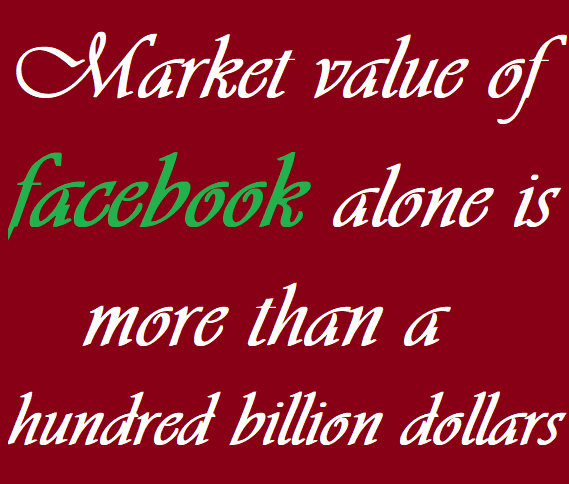 Market value of
facebook alone is
more than a
hundred billion dollars